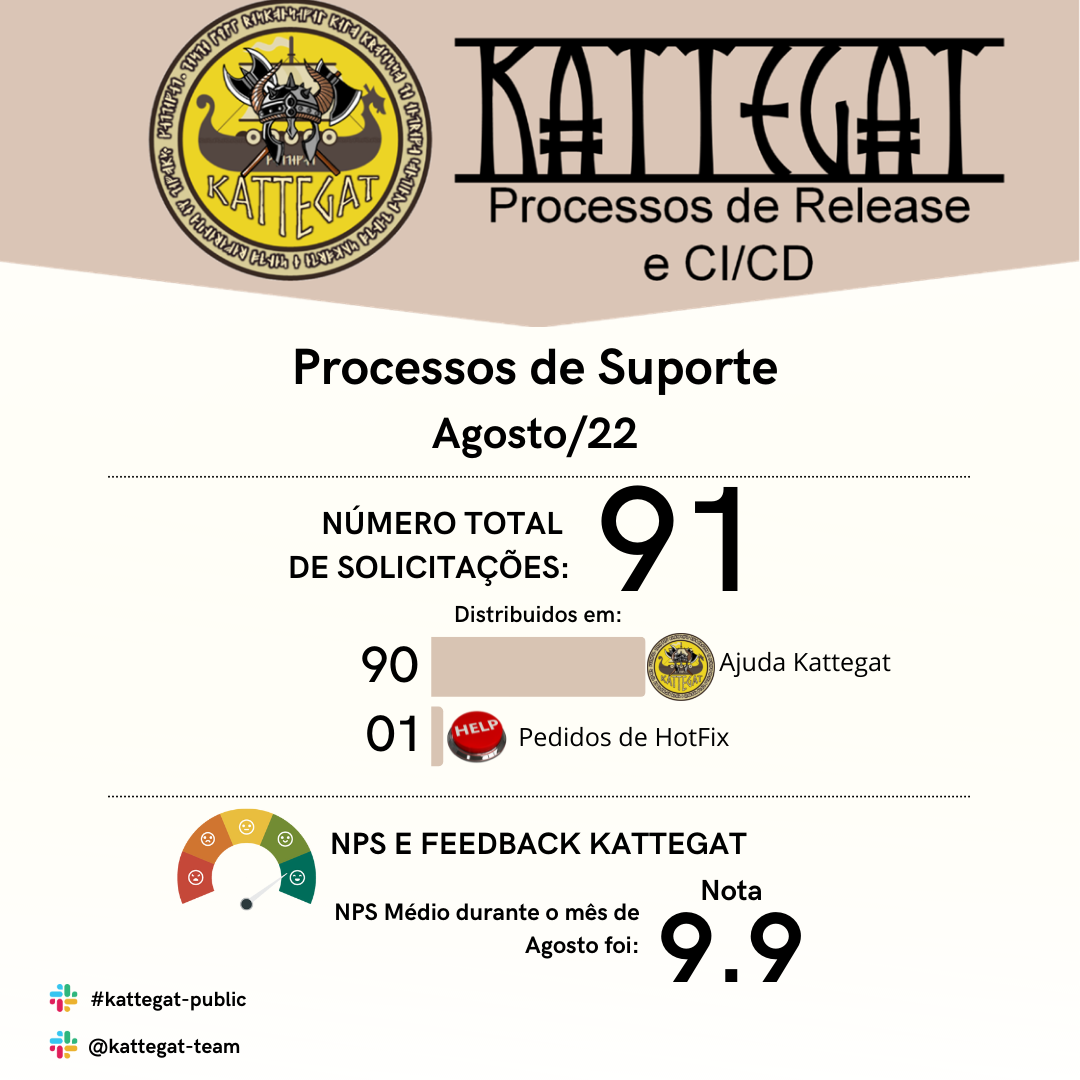 KATTEGAT
KATTEGAT
Processos de Release
e CI/CD
Processos de Suporte
Agosto/22
NÚMERO TOTAL
DE SOLICITAÇÕES:
91
Distribuidos em:
90
KATTEGAT
Ajuda Kattegat
01
HELP
Pedidos de HotFix
NPS E FEEDBACK KATTEGAT
Nota
NPS Médio durante o mês de
Agosto foi:
9.9
#kattegat-public
@kattegat-team